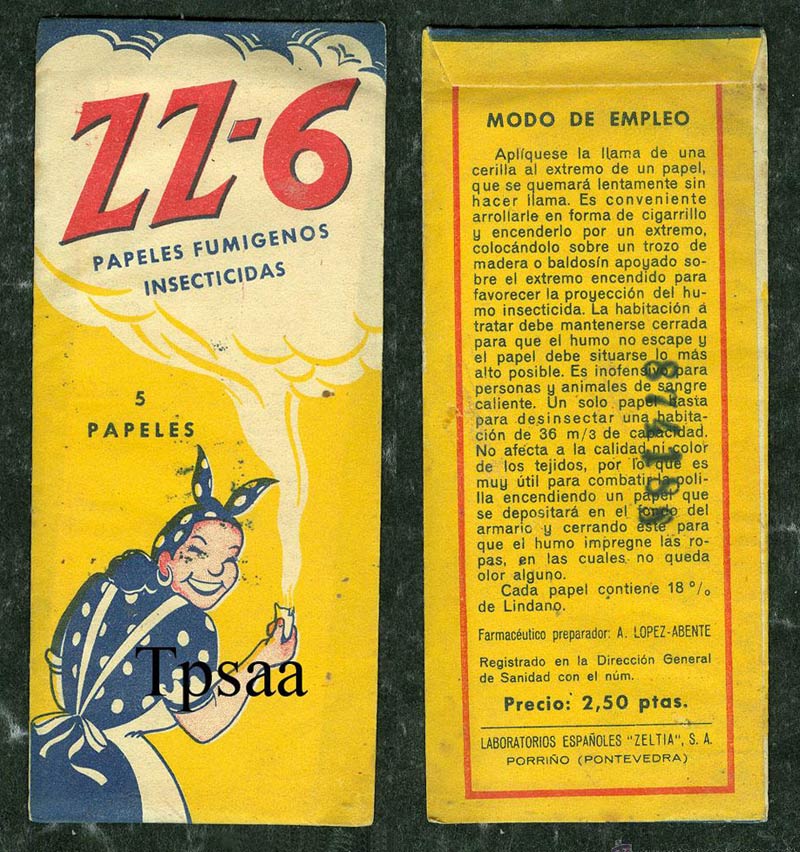 ZZ-6
PAPELES FUMIGENOS
INSECTICIDAS
5
PAPELES
Tpsaa
MODO DE EMPLEO
Aplíquese la llama de una
cerilla al extremo de un papel,
que se quemará lentamente sin
hacer llama. Es conveniente
arrollarle en forma de cigarrillo
y encenderlo por un extremo,
colocándolo sobre un trozo de
madera o baldosín apoyado so-
bre el extremo encendido para
favorecer la proyección del hu-
mo insecticida. La habitación a
tratar debe mantenerse cerrada
para que el humo no escape y
el papel debe situarse lo más
alto posible. Es inofensivo para
personas y animales de sangre
caliente. Un solo papel basta
para desinsectar una habita-
ción de 36 m/3 de capacidad.
No afecta a la calidad ni color
de los tejidos, por lo que es
muy útil para combatir la poli-
lla encendiendo un papel que
se depositará en el fondo del
armario y cerrando este para
que el humo impregne las ro-
pas, en las cuales no queda
olor alguno.
Cada papel contiene 18 %
de Lindano.
Farmacéutico preparador: A. LOPEZ-ABENTE
Registrado en la Dirección General
de Sanidad con el núm.
Precio: 2,50 ptas.
LABORATORIOS ESPAÑOLES "ZELTIA", S. A.
PORRIÑO (PONTEVEDRA)